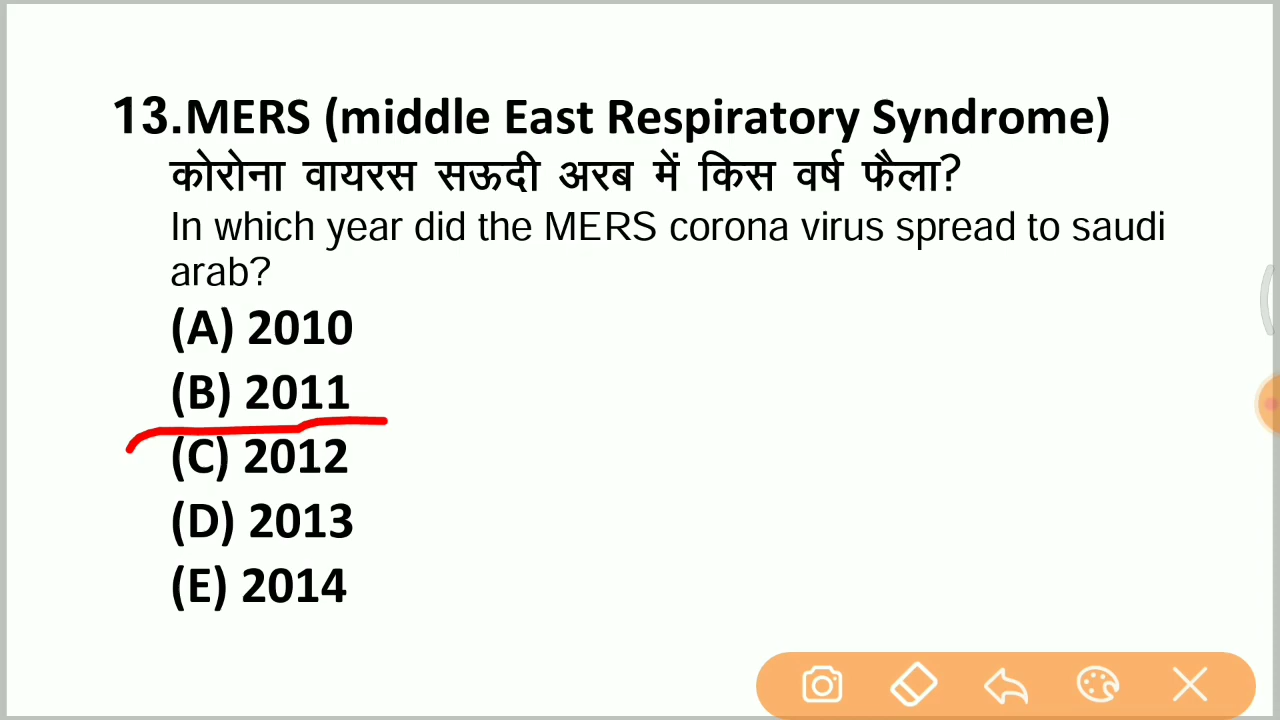 13.MERS (middle East Respiratory Syndrome)
कोरोना वायरस सऊदी अरब में किस वर्ष फैला?
In which year did the MERS corona virus spread to saudi
arab?
(A) 2010
(B) 2011
(C) 2012
(D) 2013
(E) 2014